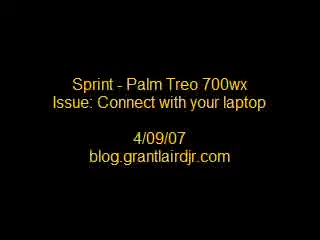 Sprint - Palm Treo 700wx
Issue: Connect with your laptop
4/09/07
blog.grantlairdjr.com